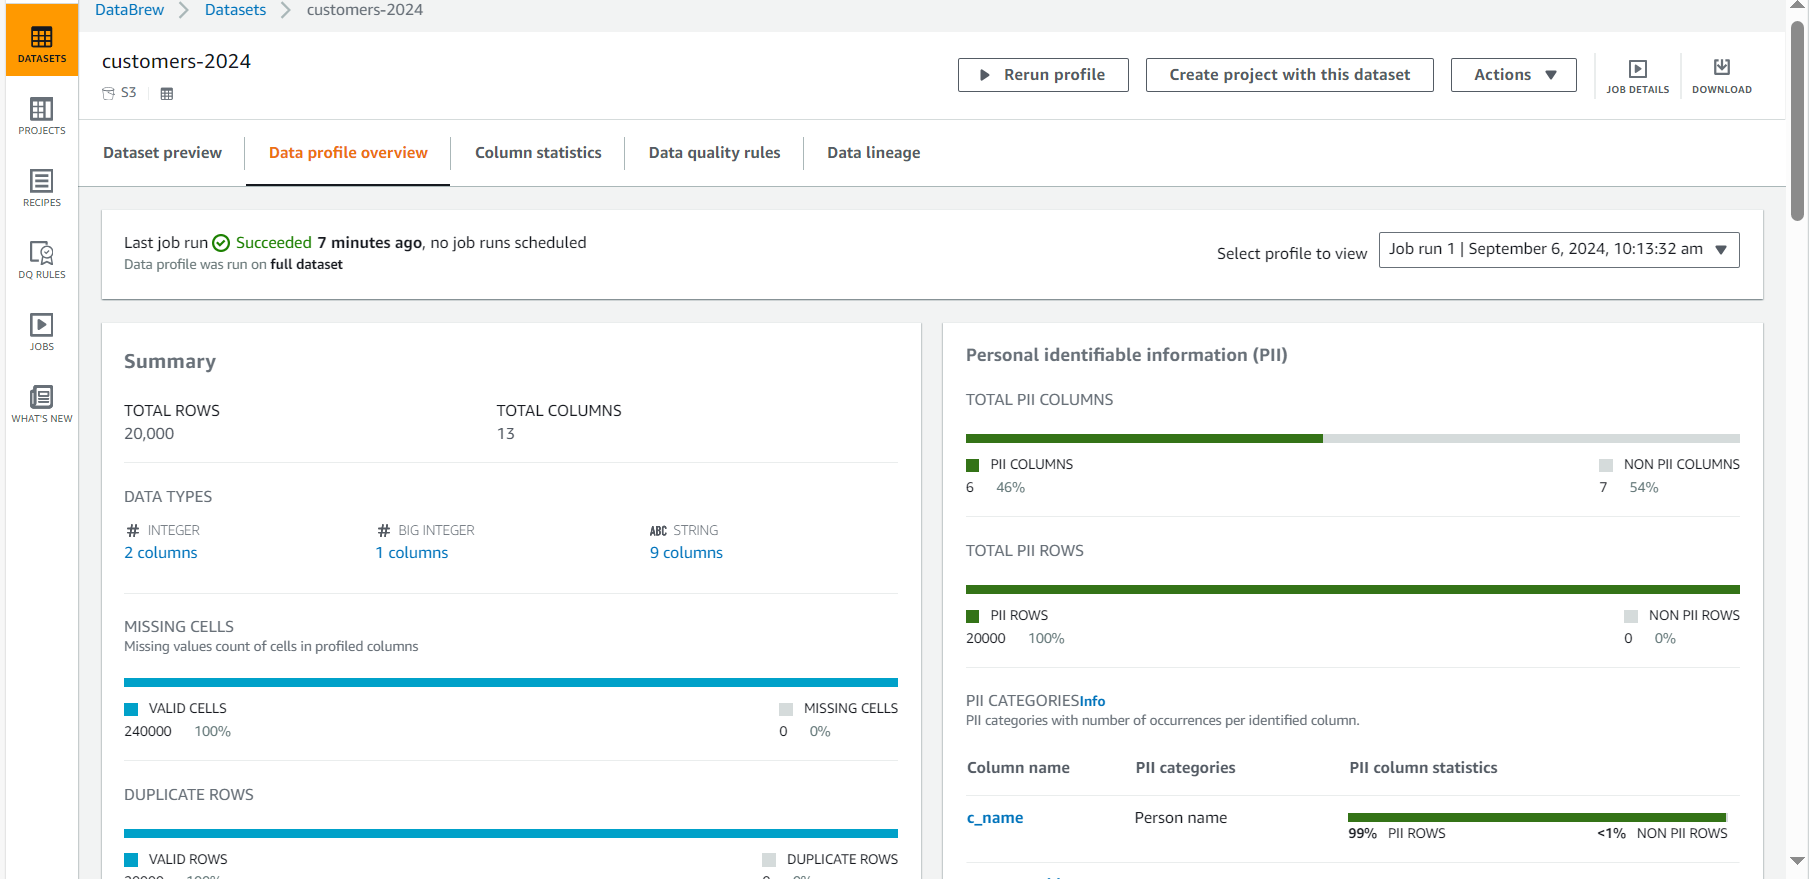 DataBrew > Datasets > customers-2024
DATASETS
PROJECTS
RECIPES
DQ RULES
JOBS
WHAT'S NEW
customers-2024
S3
Rerun profile
Create project with this dataset
Actions
JOB DETAILS
DOWNLOAD
Dataset preview
Data profile overview
Column statistics
Data quality rules
Data lineage
Last job run Succeeded 7 minutes ago, no job runs scheduled
Data profile was run on full dataset
Select profile to view
Job run 1 | September 6, 2024, 10:13:32 am
Summary
TOTAL ROWS TOTAL COLUMNS
20,000 13
DATA TYPES
# INTEGER # BIG INTEGER ABC STRING
2 columns 1 columns 9 columns
MISSING CELLS
Missing values count of cells in profiled columns
VALID CELLS MISSING CELLS
240000 100% 0 0%
DUPLICATE ROWS
VALID ROWS DUPLICATE ROWS
20000 100% 0 0%
Personal identifiable information (PII)
TOTAL PII COLUMNS
PII COLUMNS NON PII COLUMNS
6 46% 7 54%
TOTAL PII ROWS
PII ROWS NON PII ROWS
20000 100% 0 0%
PII CATEGORIESInfo
PII categories with number of occurrences per identified column.
Column name PII categories PII column statistics
c_name Person name
99% PII ROWS <1% NON PII ROWS